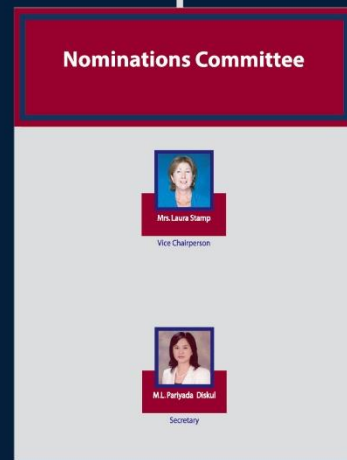 Nominations Committee
Mrs. Laura Stamp
Vice Chairperson
M.L. Pariyada Diskul
Secretary